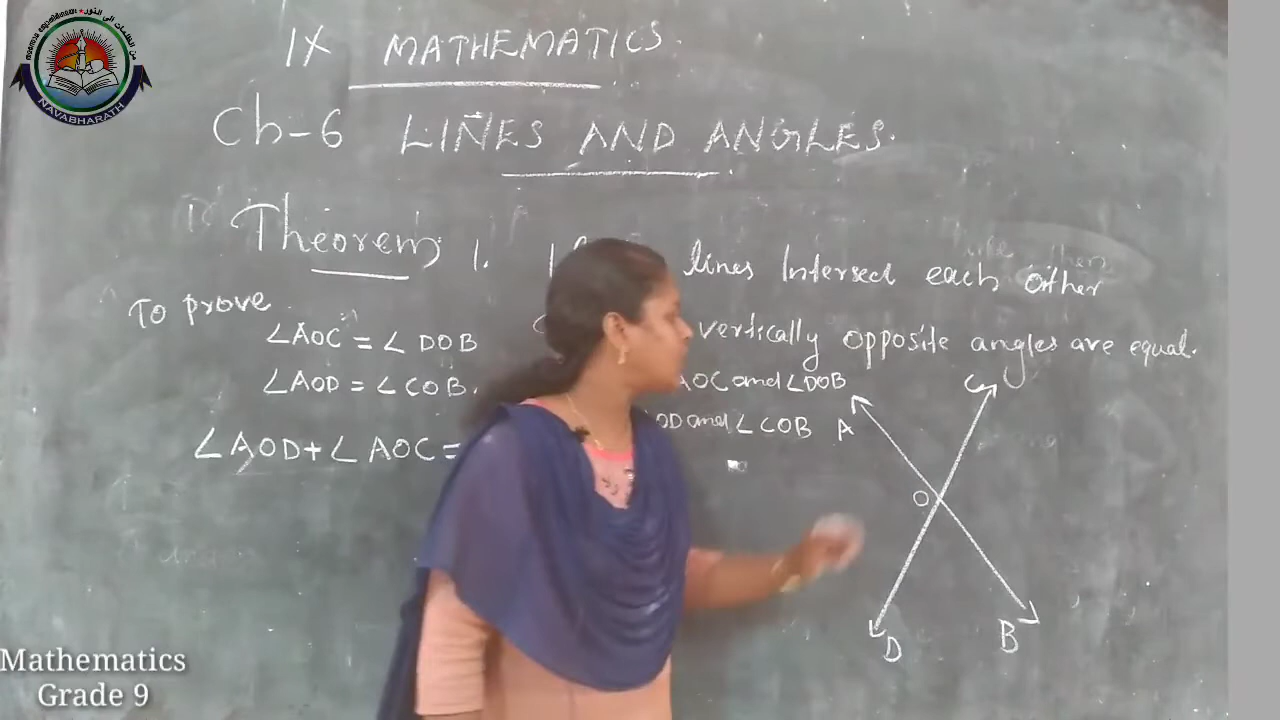 NAVABHARATH
IX MATHEMATICS.
Ch-6 LINES AND ANGLES.
Theorem 1. lines Intersect each other
vertically opposite angles are equal.
To prove
∠AOC = ∠DOB
∠AOD = ∠COB.
∠AOD + ∠AOC =
AOC and ∠DOB
OD and ∠COB
A
C
O
D
B
Mathematics
Grade 9